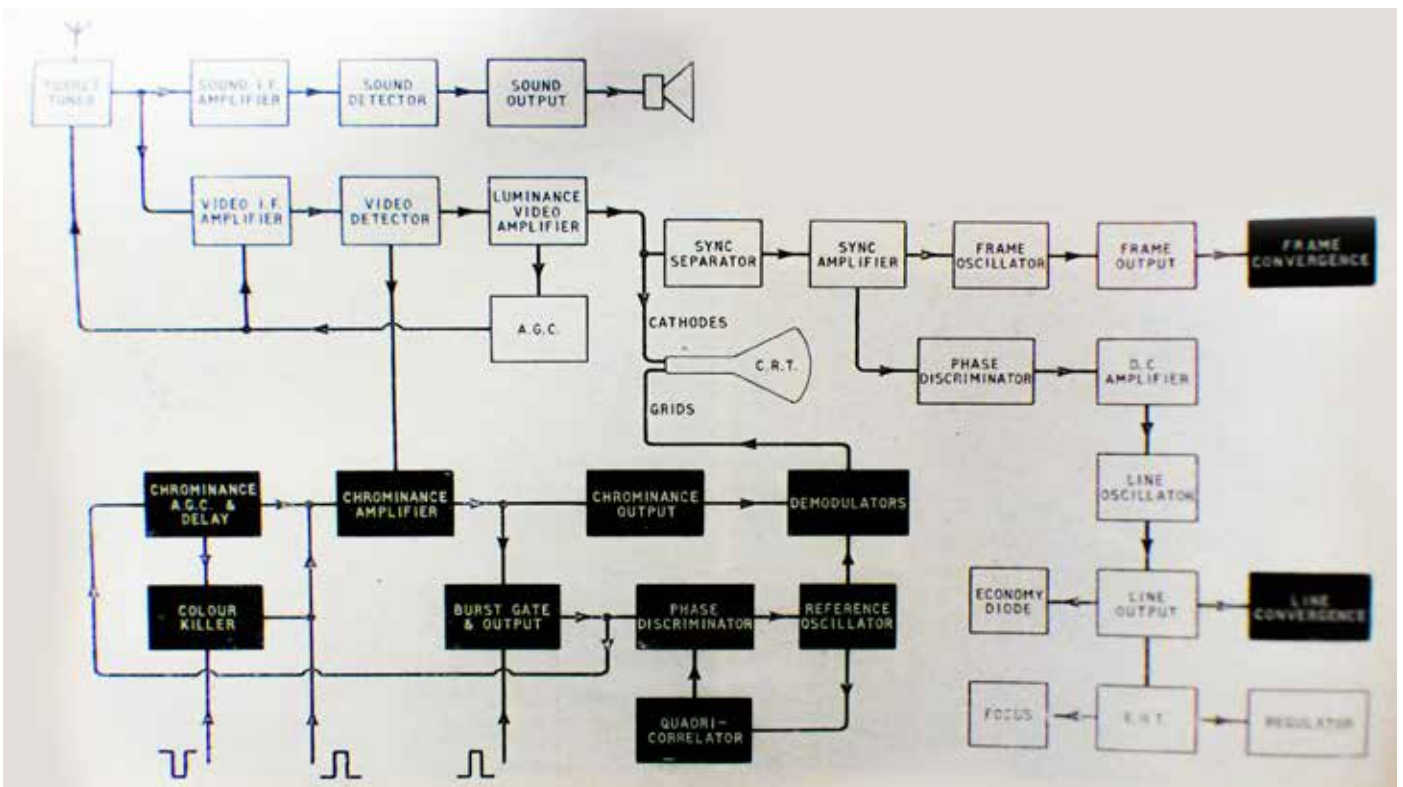 TURRET
TUNER
SOUND I.F.
AMPLIFIER
SOUND
DETECTOR
SOUND
OUTPUT
VIDEO I.F.
AMPLIFIER
VIDEO
DETECTOR
LUMINANCE
VIDEO
AMPLIFIER
SYNC
SEPARATOR
SYNC
AMPLIFIER
FRAME
OSCILLATOR
FRAME
OUTPUT
FRAME
CONVERGENCE
A.G.C.
CATHODES
C.R.T.
GRIDS
PHASE
DISCRIMINATOR
D.C.
AMPLIFIER
LINE
OSCILLATOR
CHROMINANCE
A.G.C. &
DELAY
CHROMINANCE
AMPLIFIER
CHROMINANCE
OUTPUT
DEMODULATORS
COLOUR
KILLER
BURST GATE
& OUTPUT
PHASE
DISCRIMINATOR
REFERENCE
OSCILLATOR
ECONOMY
DIODE
LINE
OUTPUT
LINE
CONVERGENCE
QUADRI-
CORRELATOR
FOCUS
E.H.T.
REGULATOR